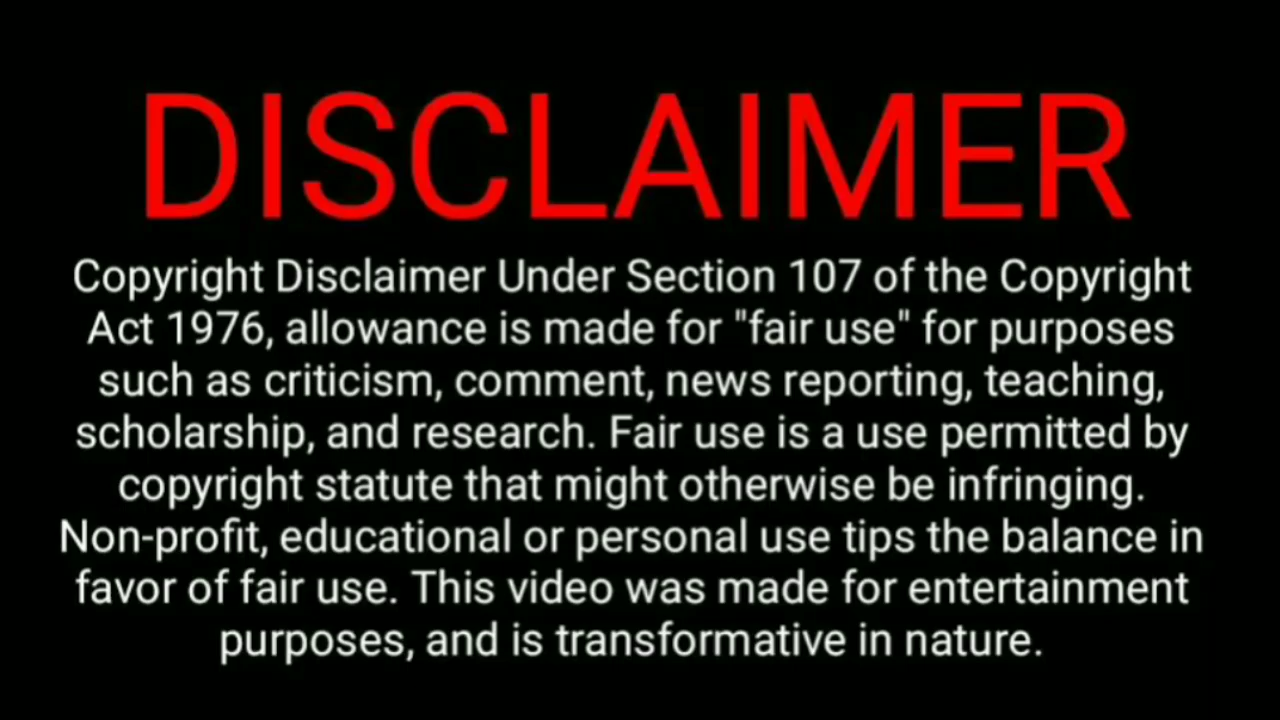 DISCLAIMER
Copyright Disclaimer Under Section 107 of the Copyright
Act 1976, allowance is made for "fair use" for purposes
such as criticism, comment, news reporting, teaching,
scholarship, and research. Fair use is a use permitted by
copyright statute that might otherwise be infringing.
Non-profit, educational or personal use tips the balance in
favor of fair use. This video was made for entertainment
purposes, and is transformative in nature.